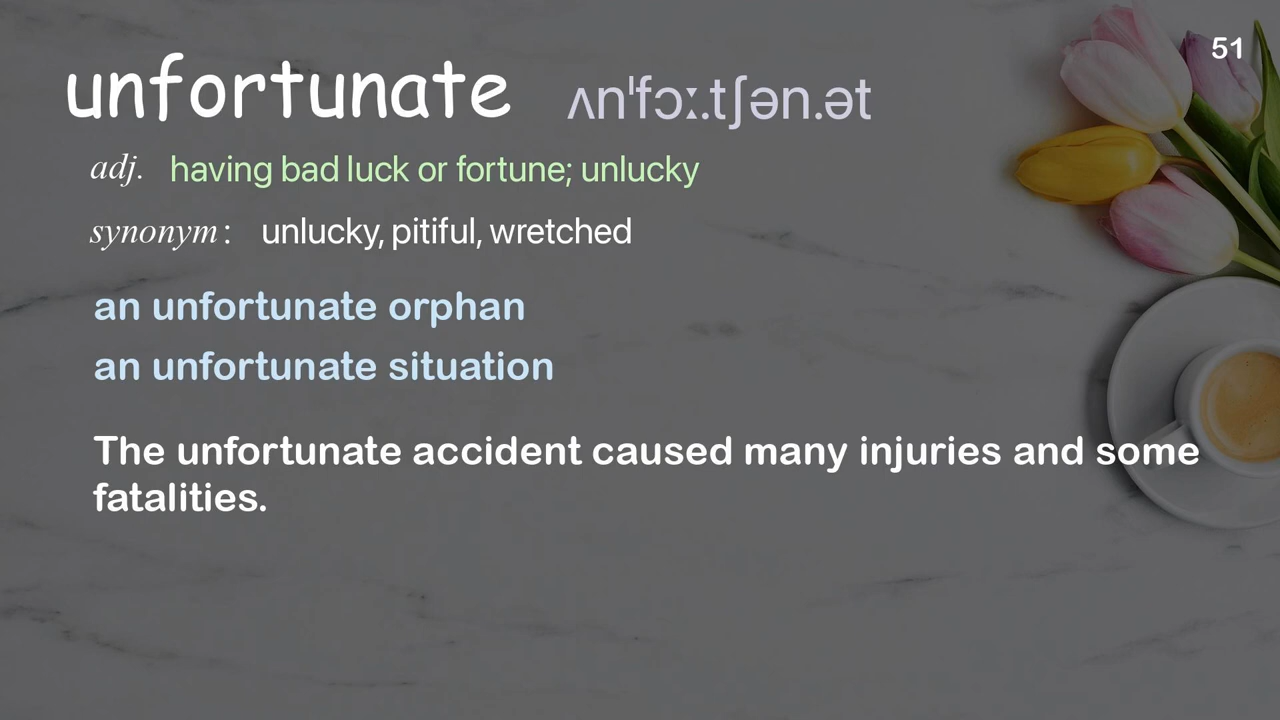 51
unfortunate ʌnˈfɔː.tʃən.ət
adj. having bad luck or fortune; unlucky
synonym: unlucky, pitiful, wretched
an unfortunate orphan
an unfortunate situation
The unfortunate accident caused many injuries and some
fatalities.